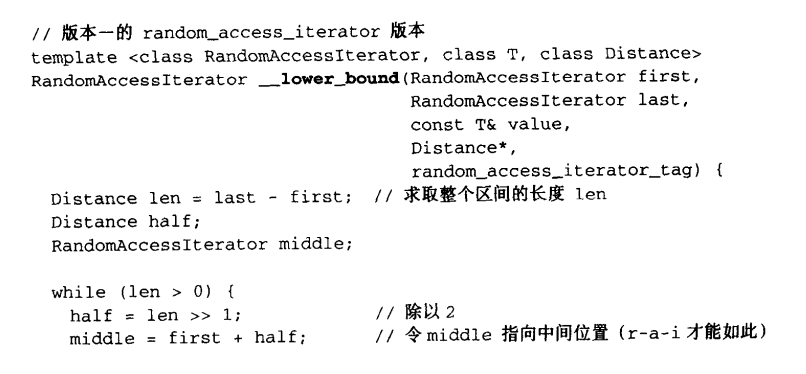 // 版本一的 random_access_iterator 版本
template <class RandomAccessIterator, class T, class Distance>
RandomAccessIterator __lower_bound(RandomAccessIterator first,
RandomAccessIterator last,
const T& value,
Distance*,
random_access_iterator_tag) {
Distance len = last - first; // 求取整个区间的长度 len
Distance half;
RandomAccessIterator middle;
while (len > 0) {
half = len >> 1; // 除以 2
middle = first + half; // 令 middle 指向中间位置 (r-a-i 才能如此)